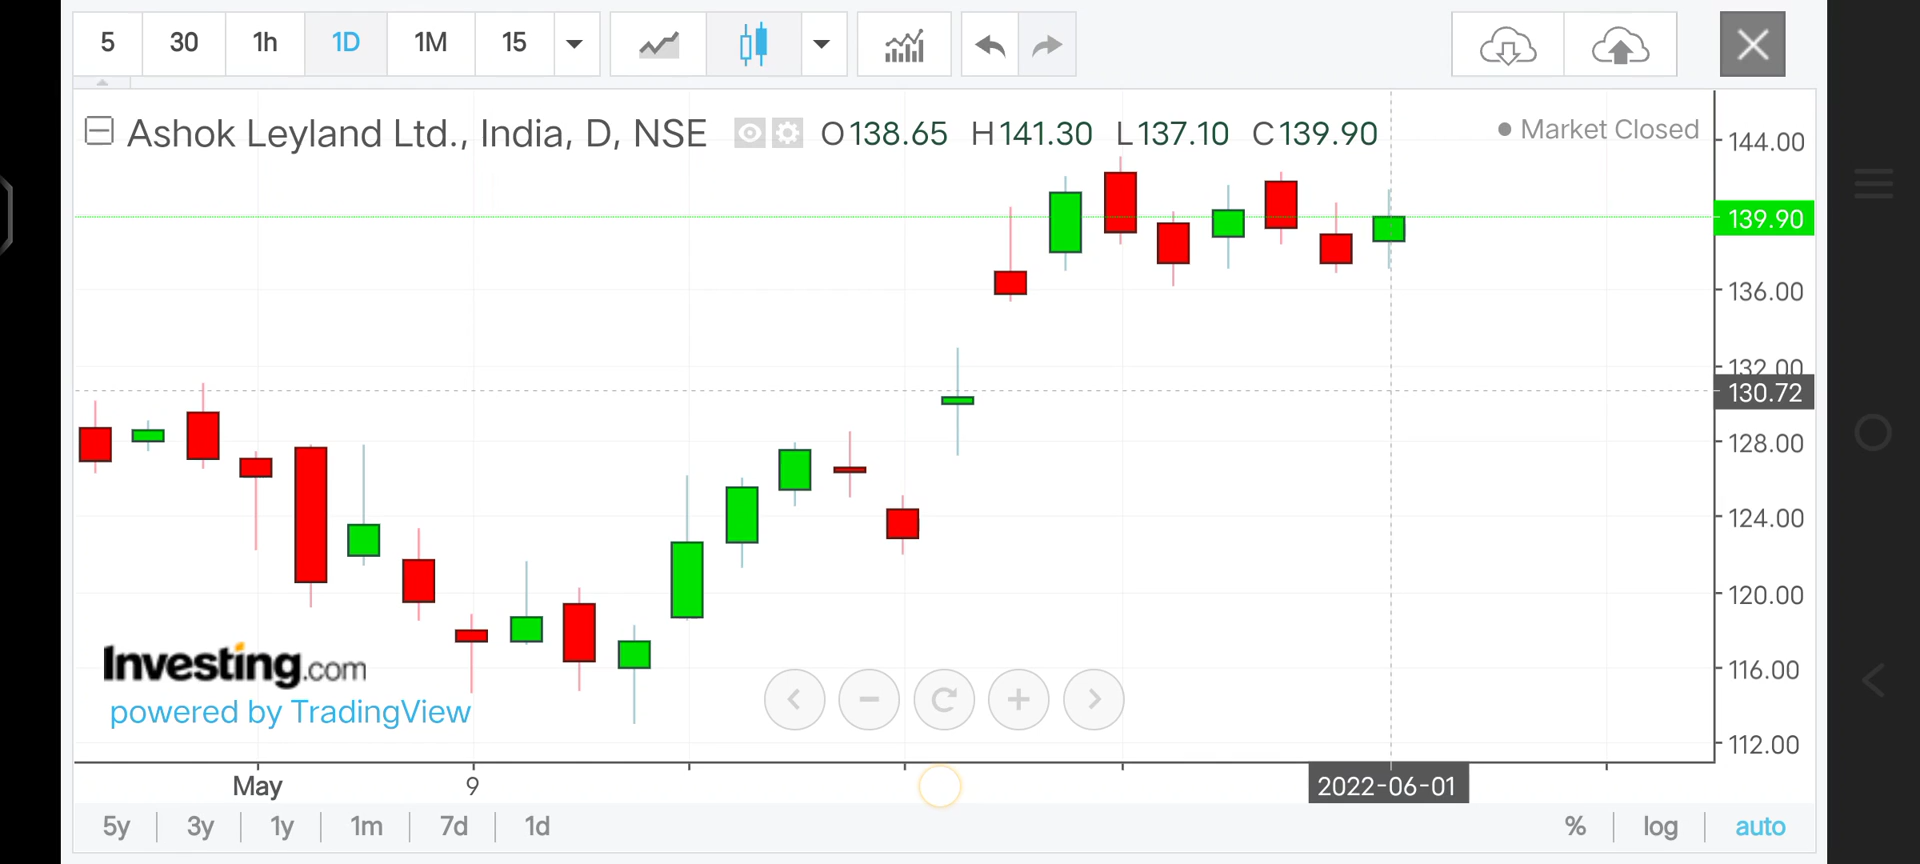 5 30 1h 1D 1M 15
Ashok Leyland Ltd., India, D, NSE O138.65 H141.30 L137.10 C139.90
Market Closed
144.00
139.90
136.00
132.00
130.72
128.00
124.00
120.00
116.00
112.00
Investing.com
powered by TradingView
May 9 2022-06-01
5y 3y 1y 1m 7d 1d % log auto